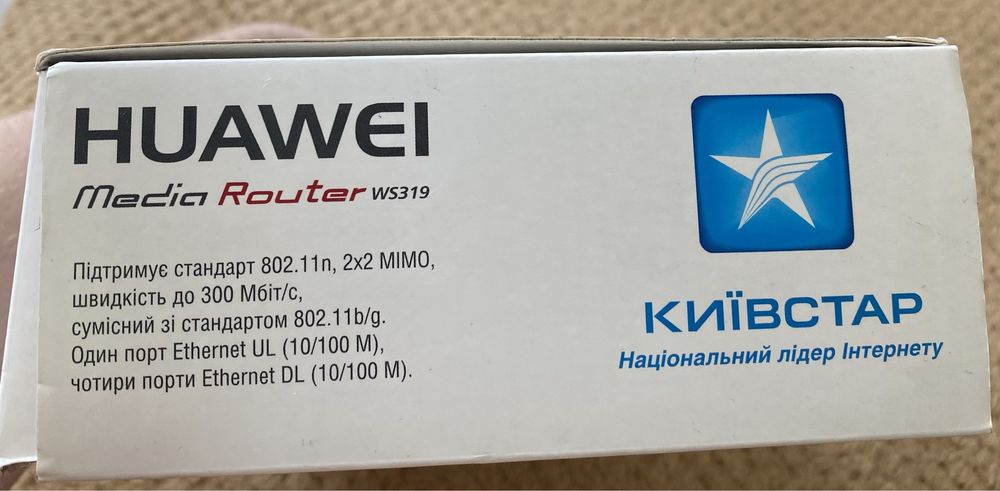 HUAWEI
Media Router WS319
Підтримує стандарт 802.11n, 2x2 MIMO,
швидкість до 300 Мбіт/с,
сумісний зі стандартом 802.11b/g.
Один порт Ethernet UL (10/100 M),
чотири порти Ethernet DL (10/100 M).
КИЇВСТАР
Національний лідер Інтернету